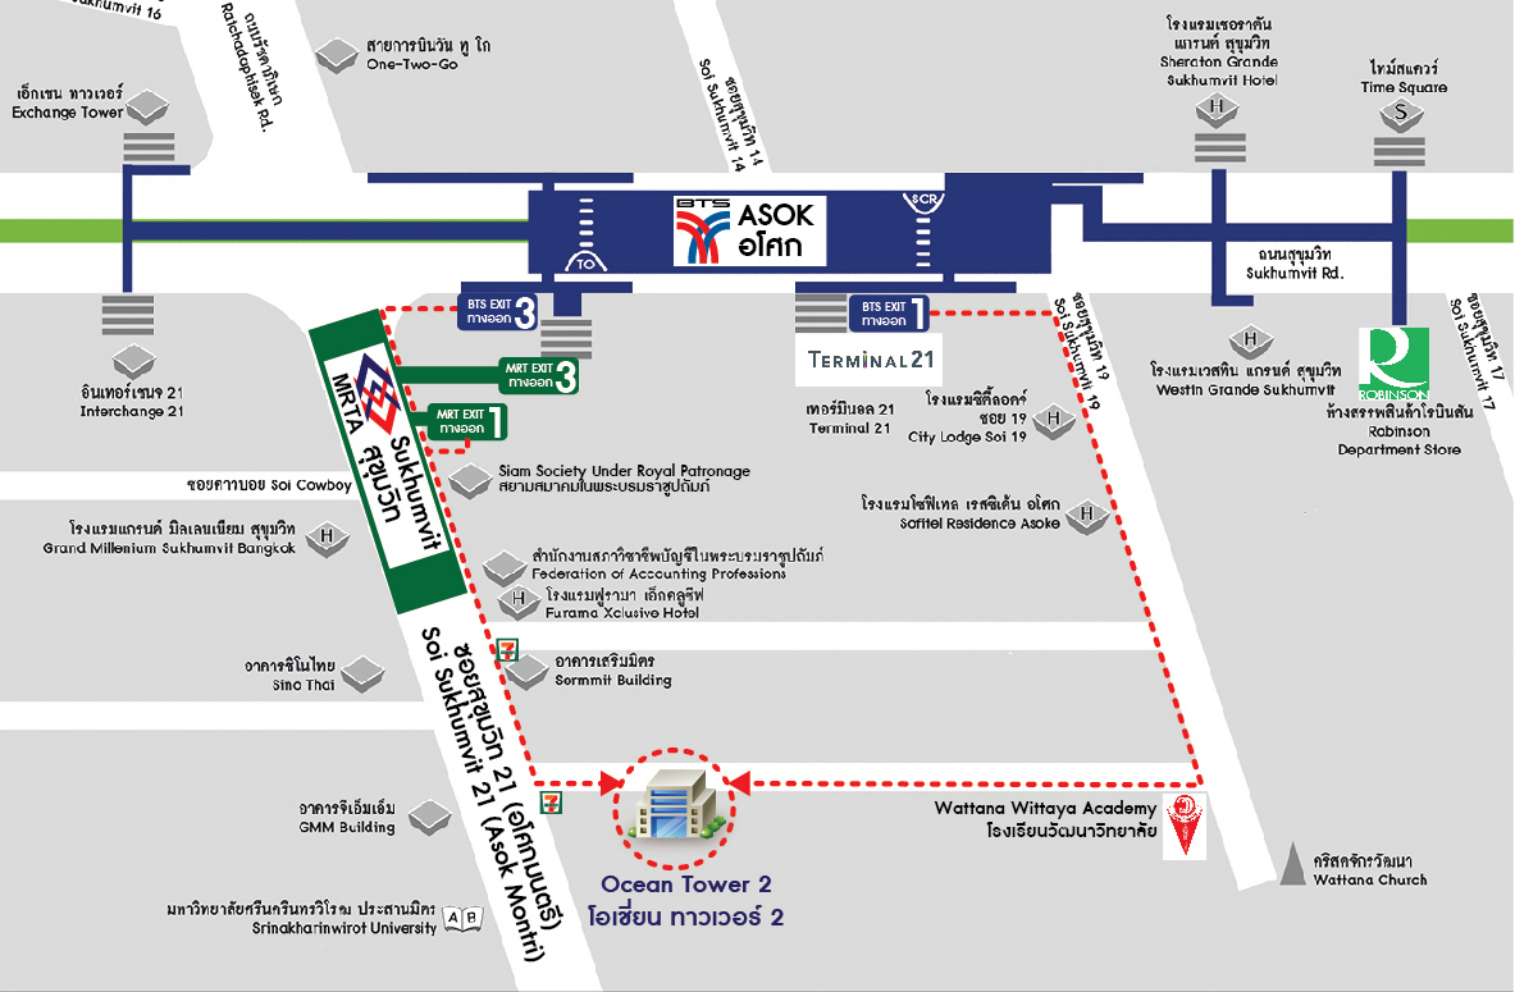 Sukhumvit 16
ถนนรัชดาภิเษก
Ratchadaphisek Rd.
สายการบินวัน ทู โก
One-Two-Go
เอ็กเชน ทาวเวอร์
Exchange Tower
ซอยสุขุมวิท 14
Soi Sukhumvit 14
โรงแรมเชอราตัน
แกรนด์ สุขุมวิท
Sheraton Grande
Sukhumvit Hotel
H
ไทม์สแควร์
Time Square
S
BTS
ASOK
อโศก
TO
SCR
ถนนสุขุมวิท
Sukhumvit Rd.
BTS EXIT
ทางออก 3
BTS EXIT
ทางออก 1
MRT EXIT
ทางออก 3
MRT EXIT
ทางออก 1
TERMINAL 21
เทอร์มินอล 21
Terminal 21
อินเทอร์เชนจ 21
Interchange 21
MRTA สุขุมวิท
Sukhumvit
ซอยสุขุมวิท 19
Soi Sukhumvit 19
โรงแรมซิตี้ลอดจ์
ซอย 19
City Lodge Soi 19
H
H
โรงแรมเวสทิน แกรนด์ สุขุมวิท
Westin Grande Sukhumvit
ROBINSON
ห้างสรรพสินค้าโรบินสัน
Robinson
Department Store
ซอยสุขุมวิท 17
Soi Sukhumvit 17
ซอยคาวบอย Soi Cowboy
Siam Society Under Royal Patronage
สยามสมาคมในพระบรมราชูปถัมภ์
โรงแรมแกรนด์ มิลเลนเนียม สุขุมวิท
Grand Millenium Sukhumvit Bangkok
H
โรงแรมโซฟิเทล เรสซิเด้น อโศก
Sofitel Residence Asoke
H
สำนักงานสภาวิชาชีพบัญชีในพระบรมราชูปถัมภ์
Federation of Accounting Professions
H
โรงแรมฟูรามา เอ็กคลูซีฟ
Furama Xclusive Hotel
7
อาคารซิโนไทย
Sino Thai
อาคารเสริมมิตร
Sermmit Building
ซอยสุขุมวิท 21 (อโศกมนตรี)
Soi Sukhumvit 21 (Asok Montri)
อาคารจีเอ็มเอ็ม
GMM Building
7
Ocean Tower 2
โอเชี่ยน ทาวเวอร์ 2
Wattana Wittaya Academy
โรงเรียนวัฒนาวิทยาลัย
คริสตจักรวัฒนา
Wattana Church
มหาวิทยาลัยศรีนครินทรวิโรฒ ประสานมิตร
Srinakharinwirot University
A B